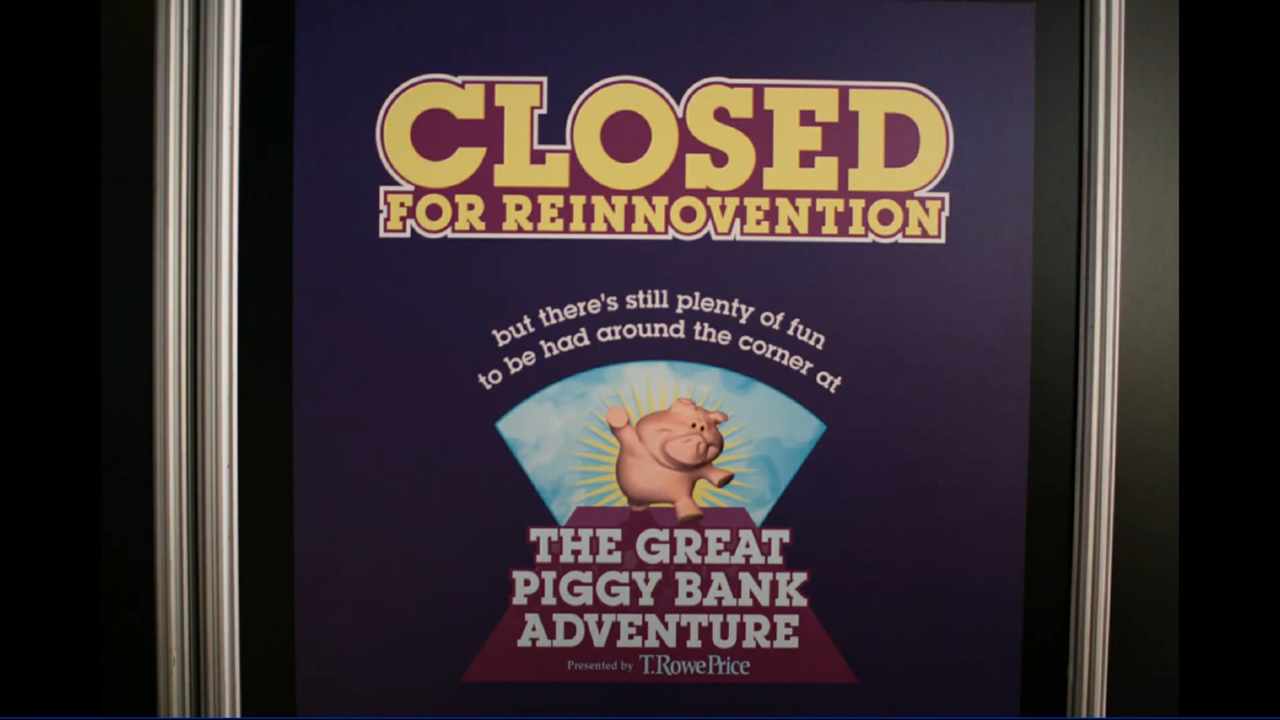 CLOSED
FOR REINNOVENTION
but there's still plenty of fun
to be had around the corner at
THE GREAT
PIGGY BANK
ADVENTURE
Presented by T.RowePrice